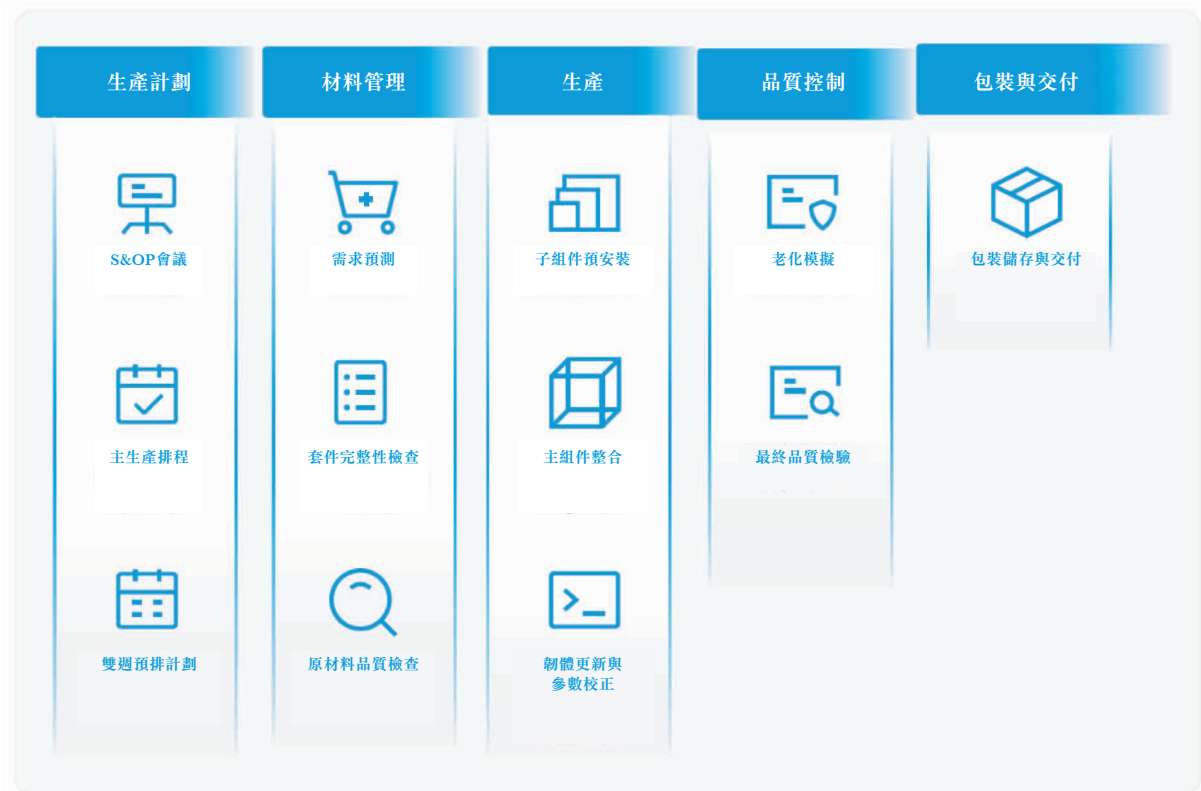 生產計劃
S&OP會議
主生產排程
雙週預排計劃
材料管理
需求預測
套件完整性檢查
原材料品質檢查
生產
子組件預安裝
主組件整合
韌體更新與
參數校正
品質控制
老化模擬
最終品質檢驗
包裝與交付
包裝儲存與交付